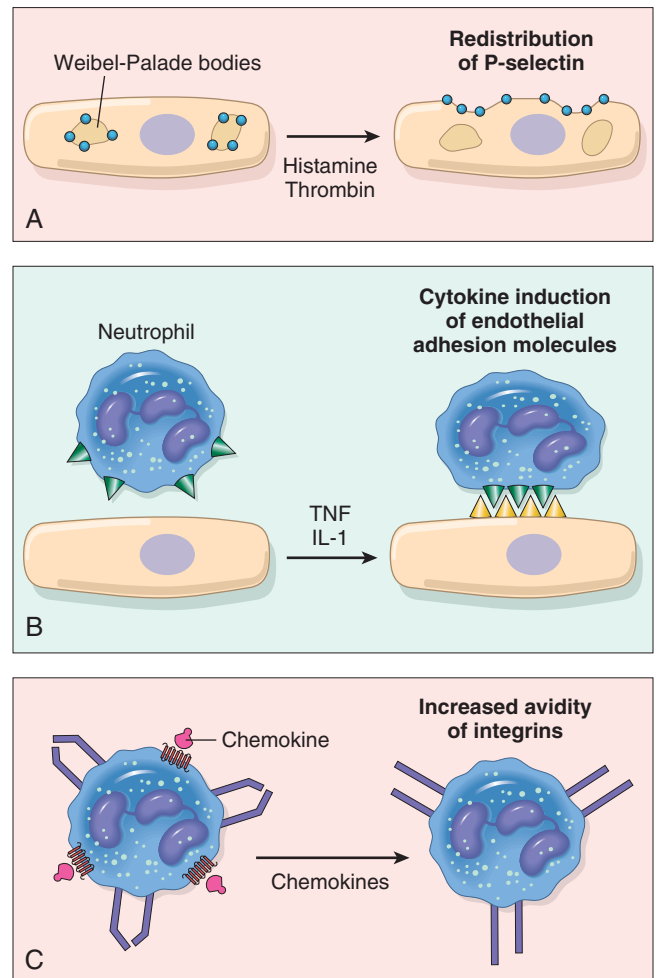 Weibel-Palade bodies
Redistribution
of P-selectin
Histamine
Thrombin
A
Neutrophil
Cytokine induction
of endothelial
adhesion molecules
TNF
IL-1
B
Chemokine
Increased avidity
of integrins
Chemokines
C